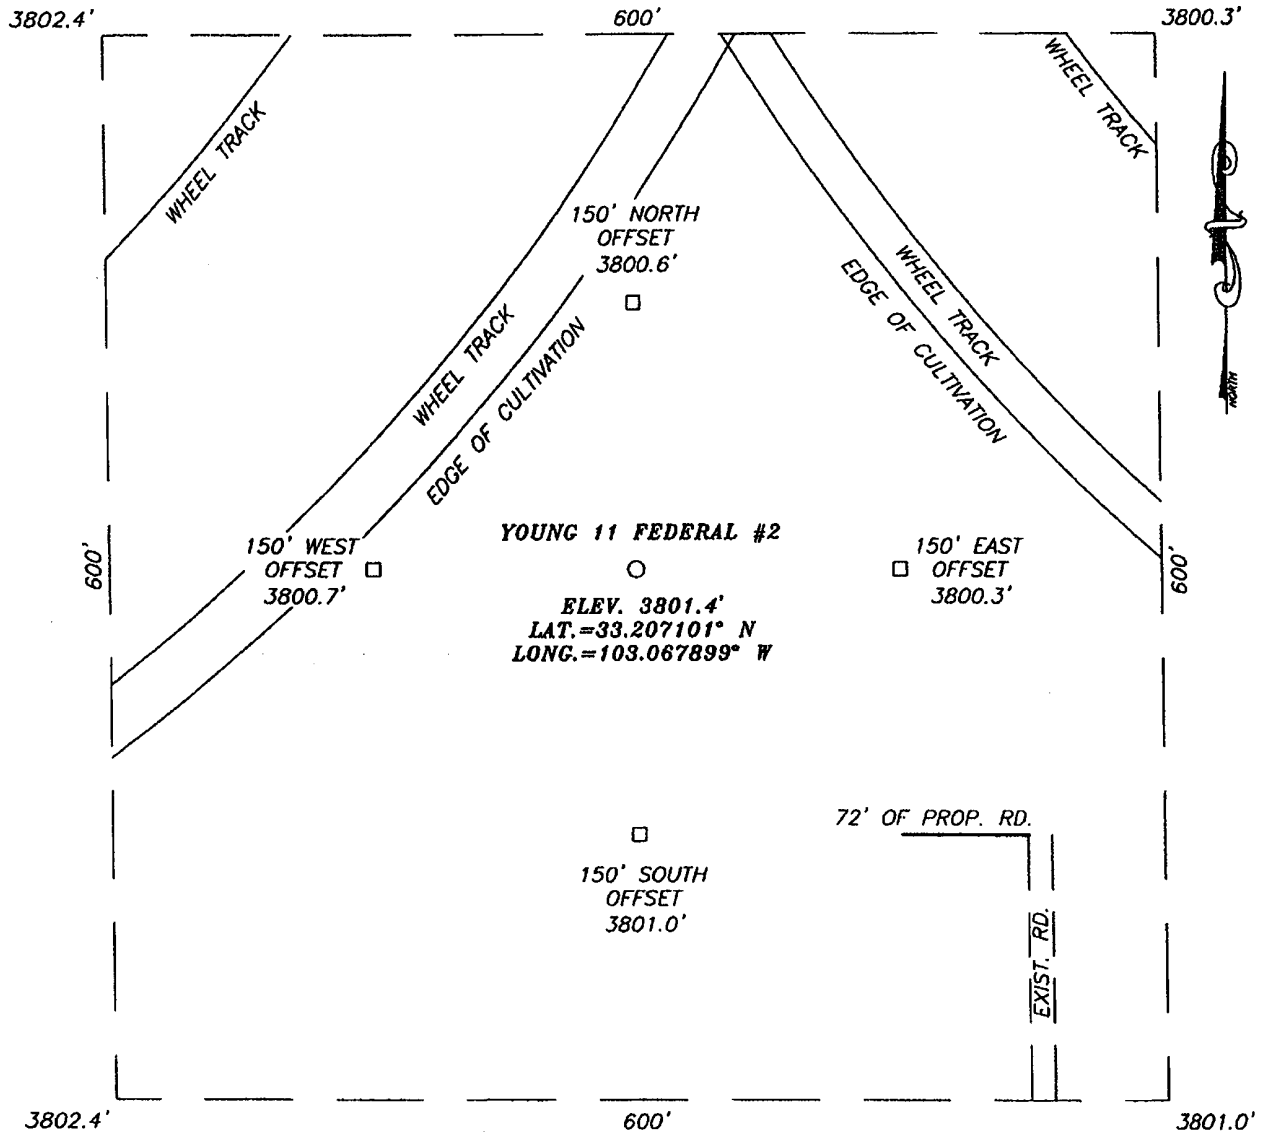 3802.4'
600'
3800.3'
WHEEL TRACK
WHEEL TRACK
150' NORTH
OFFSET
3800.6'
WHEEL TRACK
EDGE OF CULTIVATION
WHEEL TRACK
EDGE OF CULTIVATION
NORTH
600'
150' WEST
OFFSET
3800.7'
YOUNG 11 FEDERAL #2
ELEV. 3801.4'
LAT.=33.207101° N
LONG.=103.067899° W
150' EAST
OFFSET
3800.3'
600'
150' SOUTH
OFFSET
3801.0'
72' OF PROP. RD.
EXIST. RD.
3802.4'
600'
3801.0'